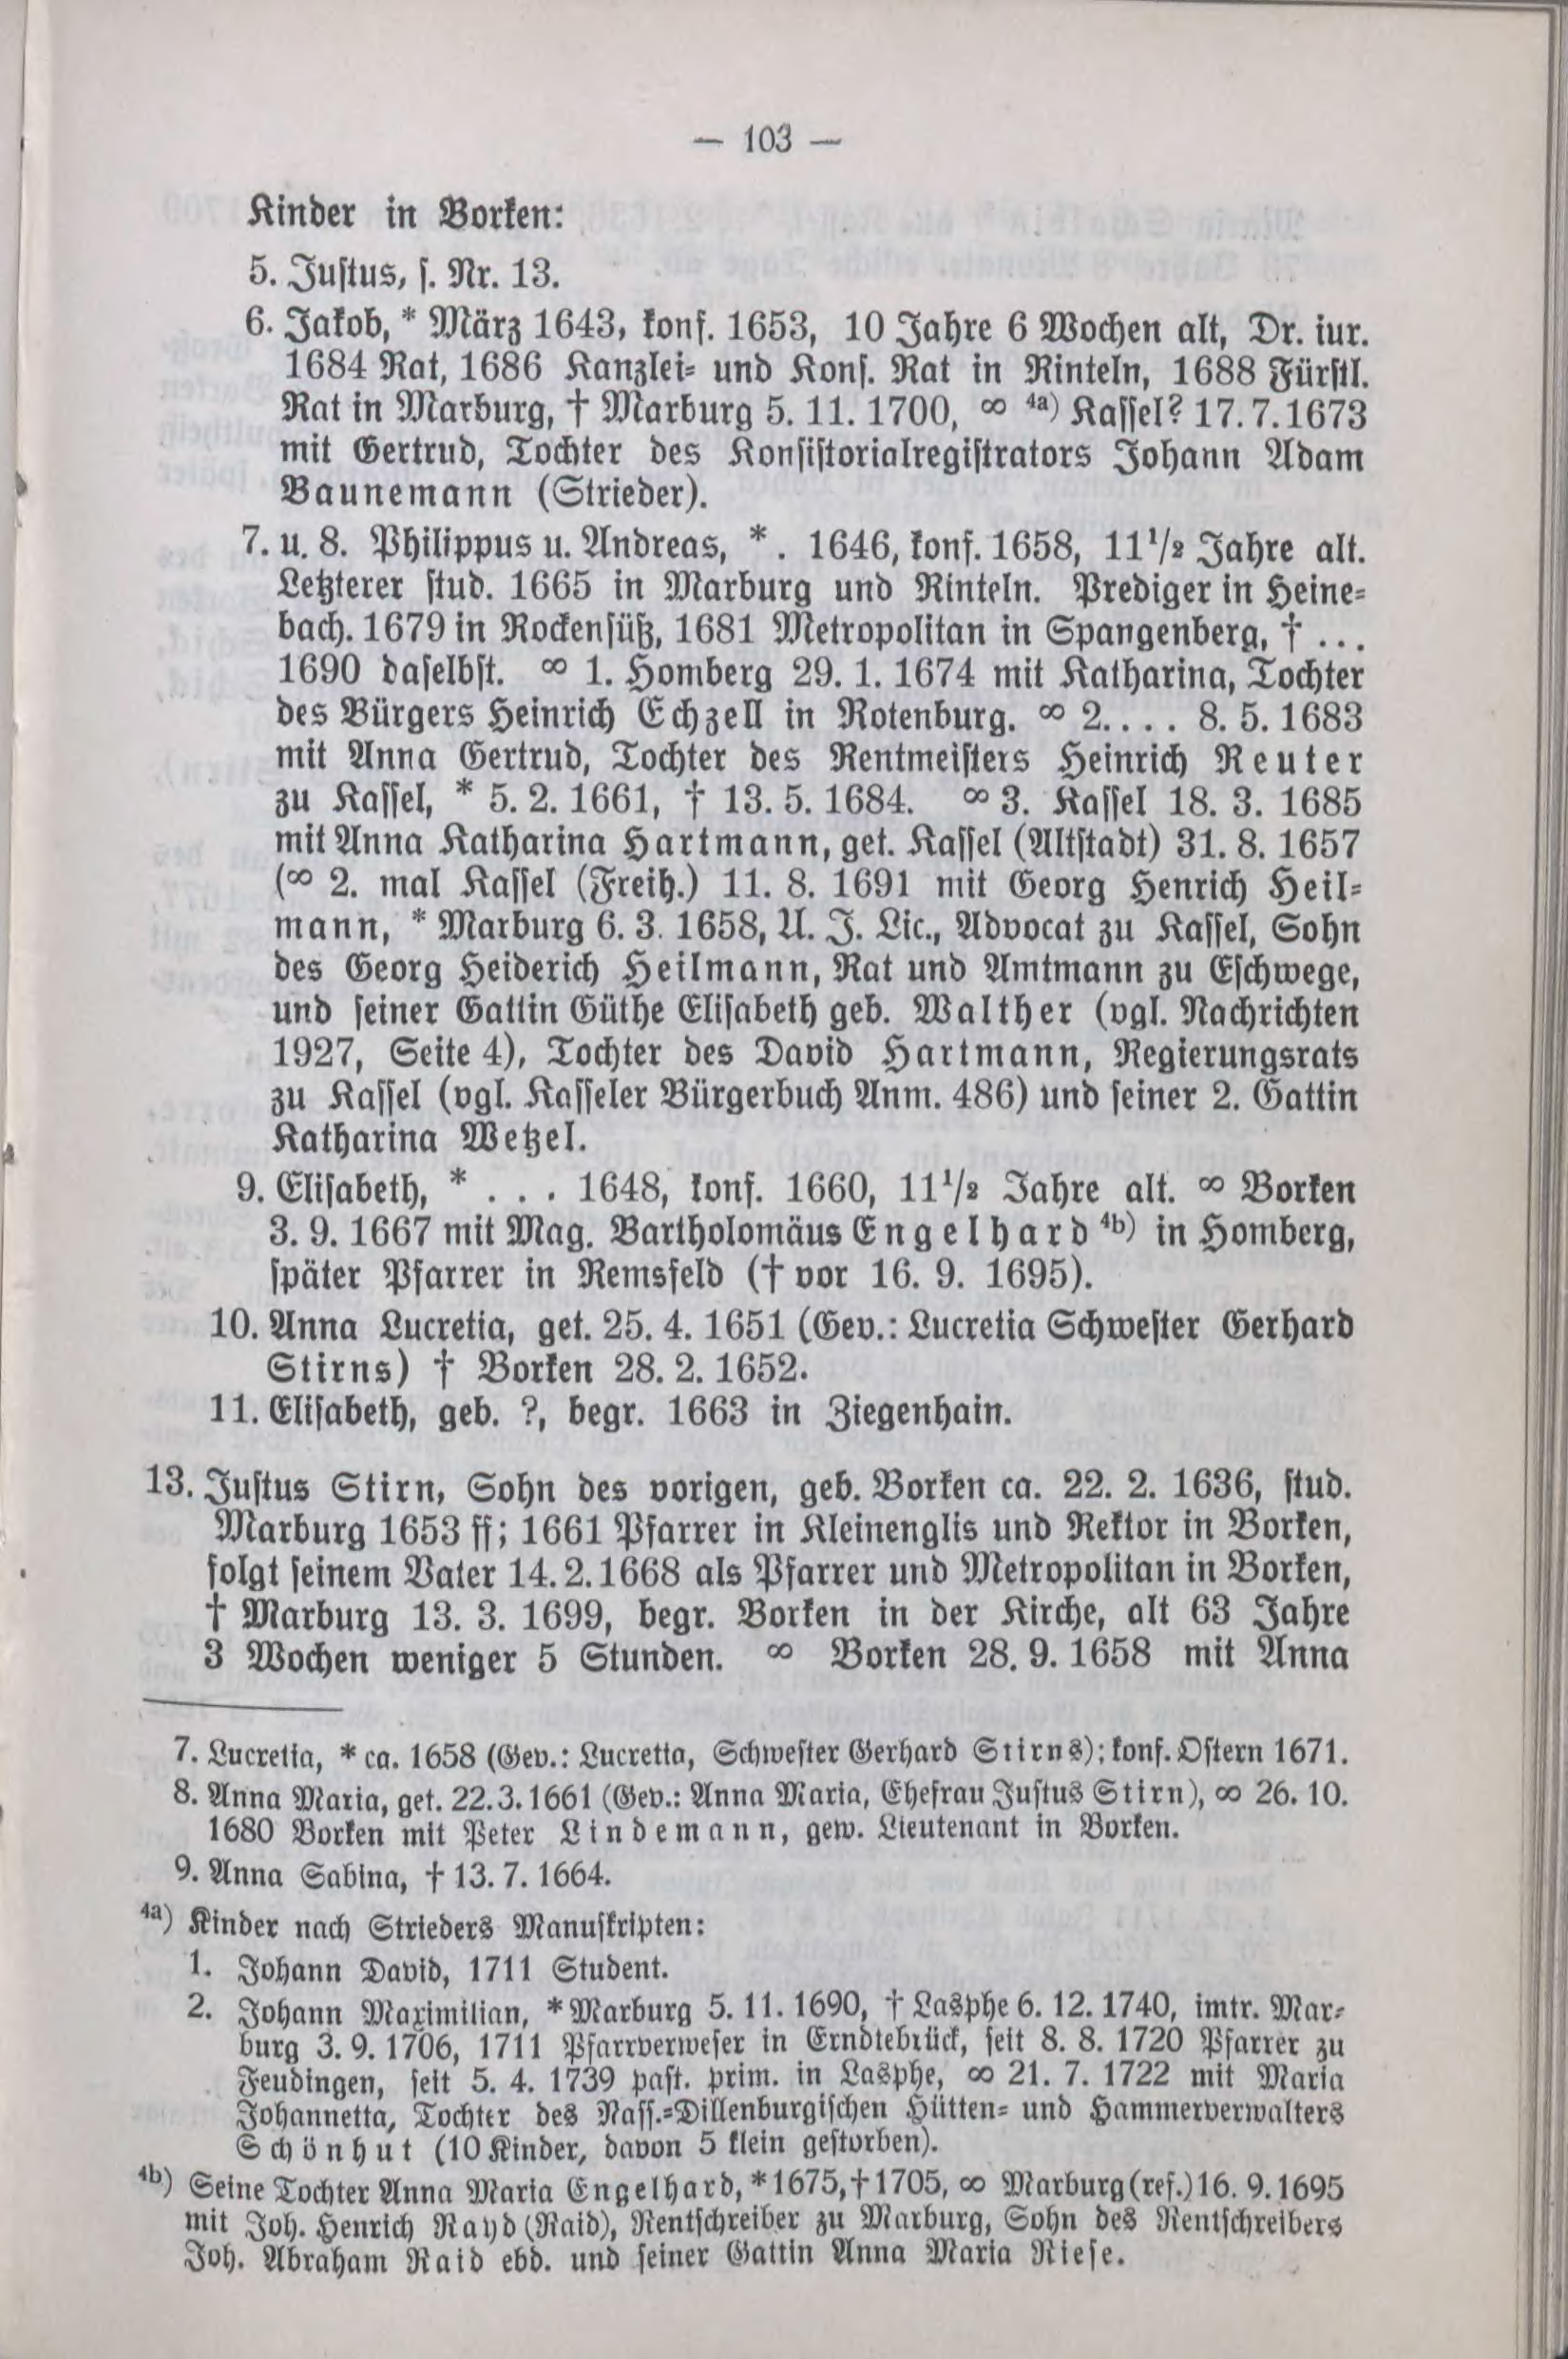 — 103 —
Kinder in Borken:
5. Justus, s. Nr. 13.
6. Jakob, * März 1643, konf. 1653, 10 Jahre 6 Wochen alt, Dr. iur.
1684 Rat, 1686 Kanzlei- und Kons. Rat in Rinteln, 1688 Fürstl.
Rat in Marburg, † Marburg 5. 11. 1700, ∞ 4a) Kassel? 17. 7. 1673
mit Gertrud, Tochter des Konsistorialregistrators Johann Adam
Baunemann (Strieder).
7. u. 8. Philippus u. Andreas, * . 1646, konf. 1658, 11¹/₂ Jahre alt.
Letzterer stud. 1665 in Marburg und Rinteln. Prediger in Heine-
bach. 1679 in Rockensüß, 1681 Metropolitan in Spangenberg, † ...
1690 daselbst. ∞ 1. Homberg 29. 1. 1674 mit Katharina, Tochter
des Bürgers Heinrich Echzell in Rotenburg. ∞ 2. . . . 8. 5. 1683
mit Anna Gertrud, Tochter des Rentmeisters Heinrich Reuter
zu Kassel, * 5. 2. 1661, † 13. 5. 1684. ∞ 3. Kassel 18. 3. 1685
mit Anna Katharina Hartmann, get. Kassel (Altstadt) 31. 8. 1657
(∞ 2. mal Kassel (Freih.) 11. 8. 1691 mit Georg Henrich Heil-
mann, * Marburg 6. 3. 1658, U. J. Lic., Advocat zu Kassel, Sohn
des Georg Heiderich Heilmann, Rat und Amtmann zu Eschwege,
und seiner Gattin Güthe Elisabeth geb. Walther (vgl. Nachrichten
1927, Seite 4), Tochter des David Hartmann, Regierungsrats
zu Kassel (vgl. Kasseler Bürgerbuch Anm. 486) und seiner 2. Gattin
Katharina Wetzel.
9. Elisabeth, * . . . 1648, konf. 1660, 11¹/₂ Jahre alt. ∞ Borken
3. 9. 1667 mit Mag. Bartholomäus Engelhard 4b) in Homberg,
später Pfarrer in Remsfeld († vor 16. 9. 1695).
10. Anna Lucretia, get. 25. 4. 1651 (Gev.: Lucretia Schwester Gerhard
Stirns) † Borken 28. 2. 1652.
11. Elisabeth, geb. ?, begr. 1663 in Ziegenhain.
13. Justus Stirn, Sohn des vorigen, geb. Borken ca. 22. 2. 1636, stud.
Marburg 1653 ff; 1661 Pfarrer in Kleinenglis und Rektor in Borken,
folgt seinem Vater 14. 2. 1668 als Pfarrer und Metropolitan in Borken,
† Marburg 13. 3. 1699, begr. Borken in der Kirche, alt 63 Jahre
3 Wochen weniger 5 Stunden. ∞ Borken 28. 9. 1658 mit Anna
7. Lucretia, * ca. 1658 (Gev.: Lucretia, Schwester Gerhard Stirns); konf. Ostern 1671.
8. Anna Maria, get. 22. 3. 1661 (Gev.: Anna Maria, Ehefrau Justus Stirn), ∞ 26. 10.
1680 Borken mit Peter Lindemann, gew. Lieutenant in Borken.
9. Anna Sabina, † 13. 7. 1664.
4a) Kinder nach Strieders Manuskripten:
1. Johann David, 1711 Student.
2. Johann Maximilian, * Marburg 5. 11. 1690, † Lasphe 6. 12. 1740, imtr. Mar-
burg 3. 9. 1706, 1711 Pfarrverweser in Erndtebrück, seit 8. 8. 1720 Pfarrer zu
Feudingen, seit 5. 4. 1739 past. prim. in Lasphe, ∞ 21. 7. 1722 mit Maria
Johannetta, Tochter des Nass.-Dillenburgischen Hütten- und Hammerverwalters
Schönhut (10 Kinder, davon 5 klein gestorben).
4b) Seine Tochter Anna Maria Engelhard, * 1675, † 1705, ∞ Marburg (ref.) 16. 9. 1695
mit Joh. Henrich Rayd (Raid), Rentschreiber zu Marburg, Sohn des Rentschreibers
Joh. Abraham Raid ebd. und seiner Gattin Anna Maria Riese.